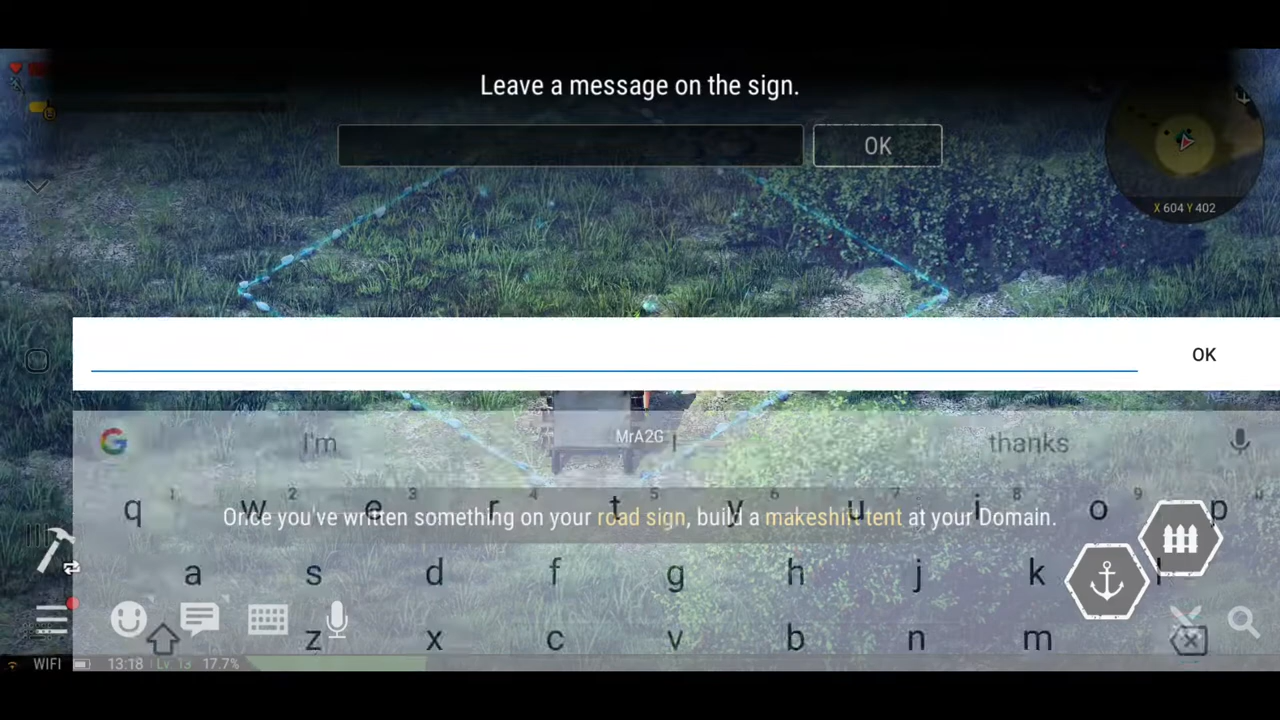 Leave a message on the sign.
OK
X 604 Y 402
OK
I'm
I
thanks
MrA2G
q 1 w 2 e 3 r 4 t 5 y 6 u 7 i 8 o 9 p 0
Once you've written something on your road sign, build a makeshift tent at your Domain.
a s d f g h j k l
z x c v b n m
WIFI 13:18 Lv. 13 17.7%